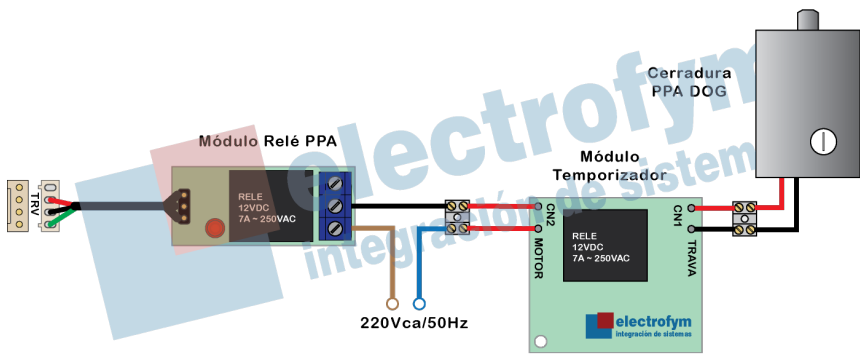 Cerradura
PPA DOG
electrofym
integración de sistemas
Módulo Relé PPA
Módulo
Temporizador
TRV
RELE
12VDC
7A ~ 250VAC
CN2
MOTOR
RELE
12VDC
7A ~ 250VAC
CN1
TRAVA
220Vca/50Hz
electrofym
integración de sistemas